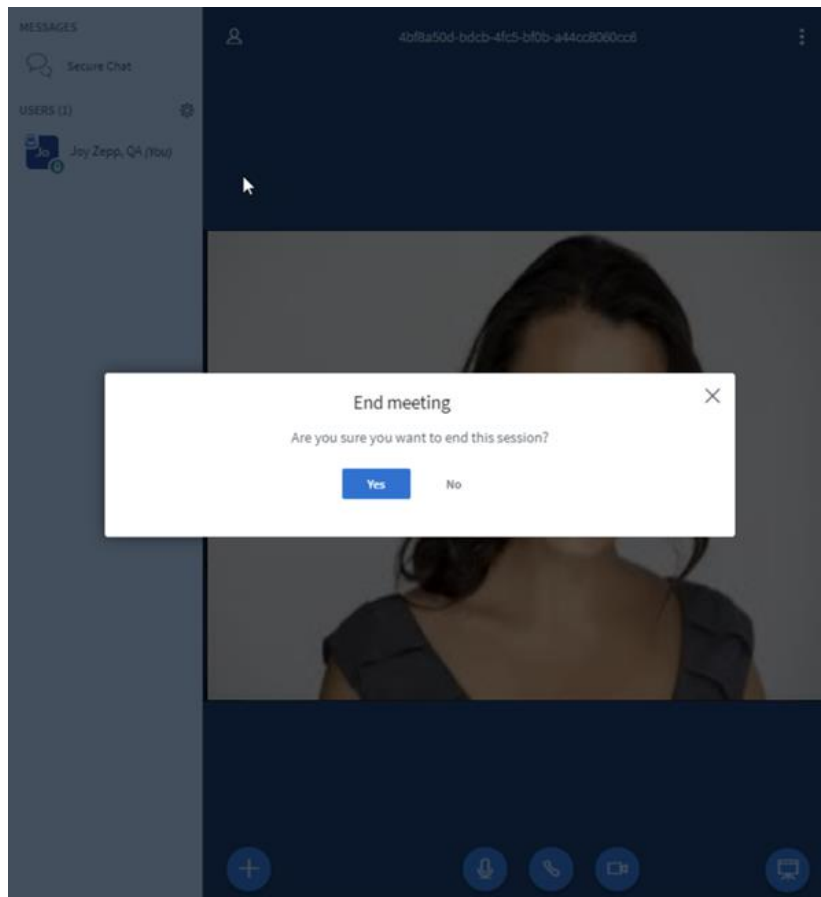 MESSAGES
Secure Chat
USERS (1)
Jo
Joy Zepp, QA (You)
4bf8a50d-bdcb-4fc5-bf0b-a44cc8060cc6
End meeting
Are you sure you want to end this session?
Yes
No